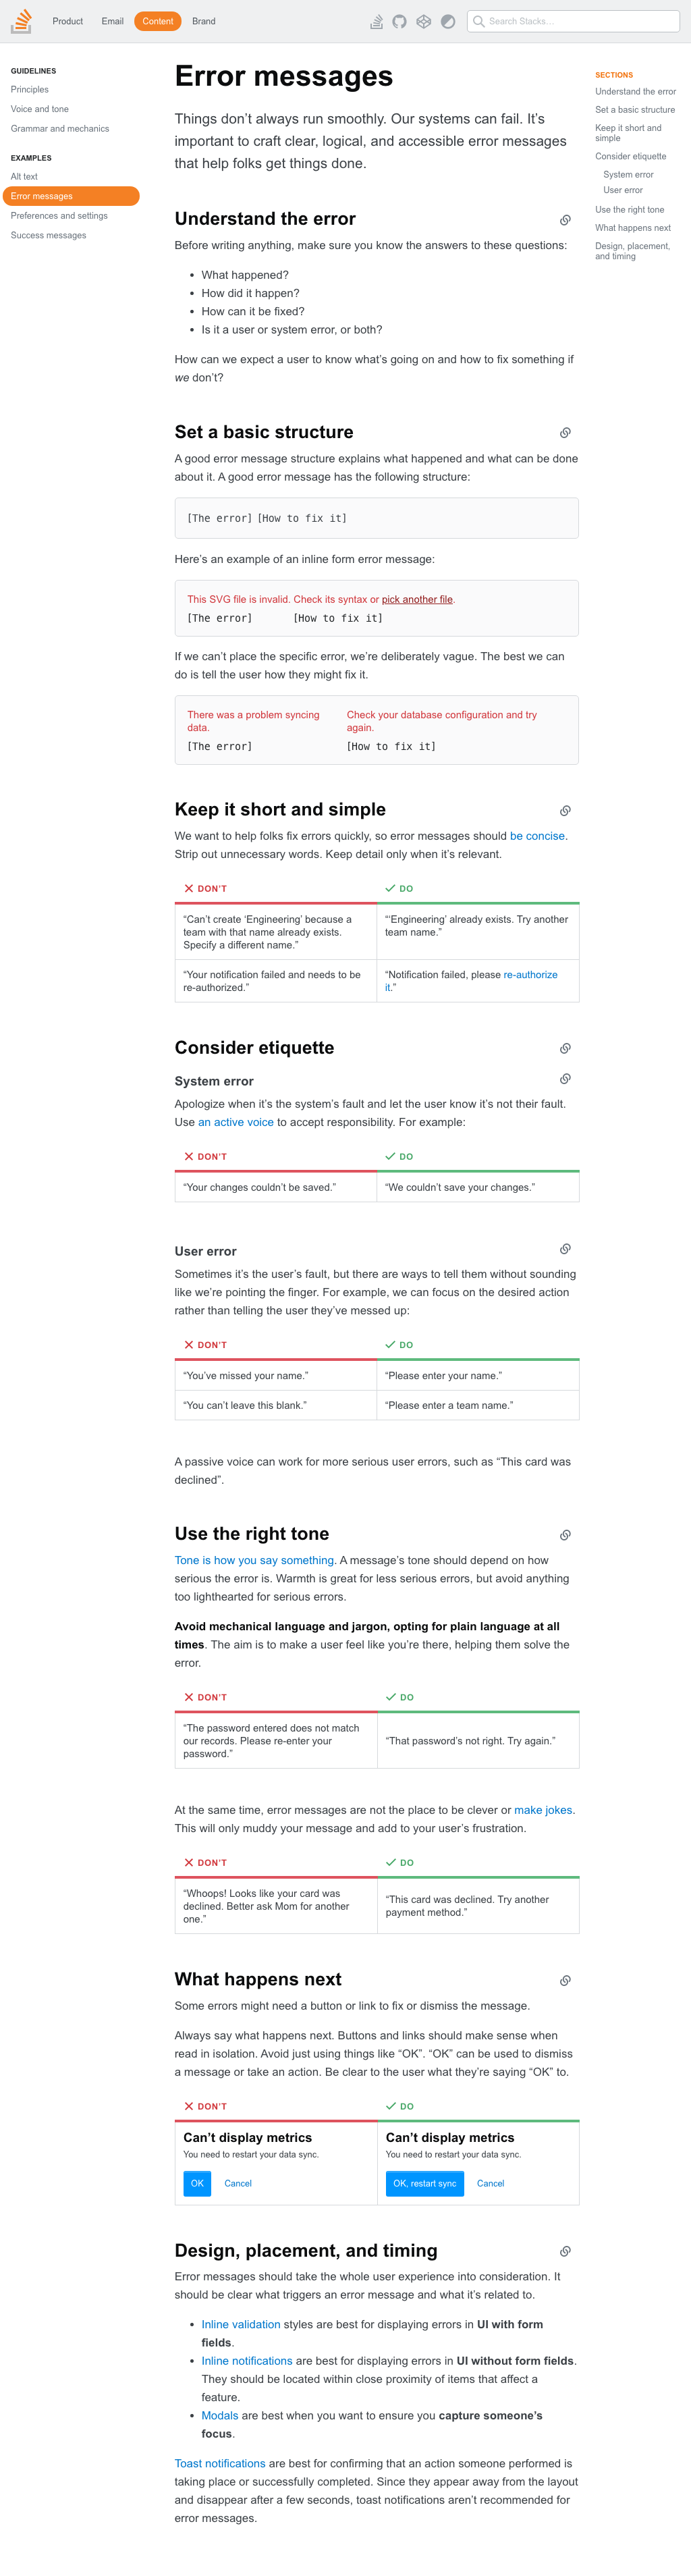 Product Email Content Brand Search Stacks…
GUIDELINES
Principles
Voice and tone
Grammar and mechanics
EXAMPLES
Alt text
Error messages
Preferences and settings
Success messages
Error messages
Things don’t always run smoothly. Our systems can fail. It’s
important to craft clear, logical, and accessible error messages
that help folks get things done.
SECTIONS
Understand the error
Set a basic structure
Keep it short and
simple
Consider etiquette
System error
User error
Use the right tone
What happens next
Design, placement,
and timing
Understand the error
Before writing anything, make sure you know the answers to these questions:
• What happened?
• How did it happen?
• How can it be fixed?
• Is it a user or system error, or both?
How can we expect a user to know what’s going on and how to fix something if
we don’t?
Set a basic structure
A good error message structure explains what happened and what can be done
about it. A good error message has the following structure:
[The error] [How to fix it]
Here’s an example of an inline form error message:
This SVG file is invalid. Check its syntax or pick another file.
[The error] [How to fix it]
If we can’t place the specific error, we’re deliberately vague. The best we can
do is tell the user how they might fix it.
There was a problem syncing
data.
[The error]
Check your database configuration and try
again.
[How to fix it]
Keep it short and simple
We want to help folks fix errors quickly, so error messages should be concise.
Strip out unnecessary words. Keep detail only when it’s relevant.
DON’T DO
“Can’t create ‘Engineering’ because a
team with that name already exists.
Specify a different name.”
“‘Engineering’ already exists. Try another
team name.”
“Your notification failed and needs to be
re-authorized.”
“Notification failed, please re-authorize
it.”
Consider etiquette
System error
Apologize when it’s the system’s fault and let the user know it’s not their fault.
Use an active voice to accept responsibility. For example:
DON’T DO
“Your changes couldn’t be saved.” “We couldn’t save your changes.”
User error
Sometimes it’s the user’s fault, but there are ways to tell them without sounding
like we’re pointing the finger. For example, we can focus on the desired action
rather than telling the user they’ve messed up:
DON’T DO
“You’ve missed your name.” “Please enter your name.”
“You can’t leave this blank.” “Please enter a team name.”
A passive voice can work for more serious user errors, such as “This card was
declined”.
Use the right tone
Tone is how you say something. A message’s tone should depend on how
serious the error is. Warmth is great for less serious errors, but avoid anything
too lighthearted for serious errors.
Avoid mechanical language and jargon, opting for plain language at all
times. The aim is to make a user feel like you’re there, helping them solve the
error.
DON’T DO
“The password entered does not match
our records. Please re-enter your
password.”
“That password’s not right. Try again.”
At the same time, error messages are not the place to be clever or make jokes.
This will only muddy your message and add to your user’s frustration.
DON’T DO
“Whoops! Looks like your card was
declined. Better ask Mom for another
one.”
“This card was declined. Try another
payment method.”
What happens next
Some errors might need a button or link to fix or dismiss the message.
Always say what happens next. Buttons and links should make sense when
read in isolation. Avoid just using things like “OK”. “OK” can be used to dismiss
a message or take an action. Be clear to the user what they’re saying “OK” to.
DON’T DO
Can’t display metrics
You need to restart your data sync.
OK Cancel
Can’t display metrics
You need to restart your data sync.
OK, restart sync Cancel
Design, placement, and timing
Error messages should take the whole user experience into consideration. It
should be clear what triggers an error message and what it’s related to.
• Inline validation styles are best for displaying errors in UI with form
fields.
• Inline notifications are best for displaying errors in UI without form fields.
They should be located within close proximity of items that affect a
feature.
• Modals are best when you want to ensure you capture someone’s
focus.
Toast notifications are best for confirming that an action someone performed is
taking place or successfully completed. Since they appear away from the layout
and disappear after a few seconds, toast notifications aren’t recommended for
error messages.